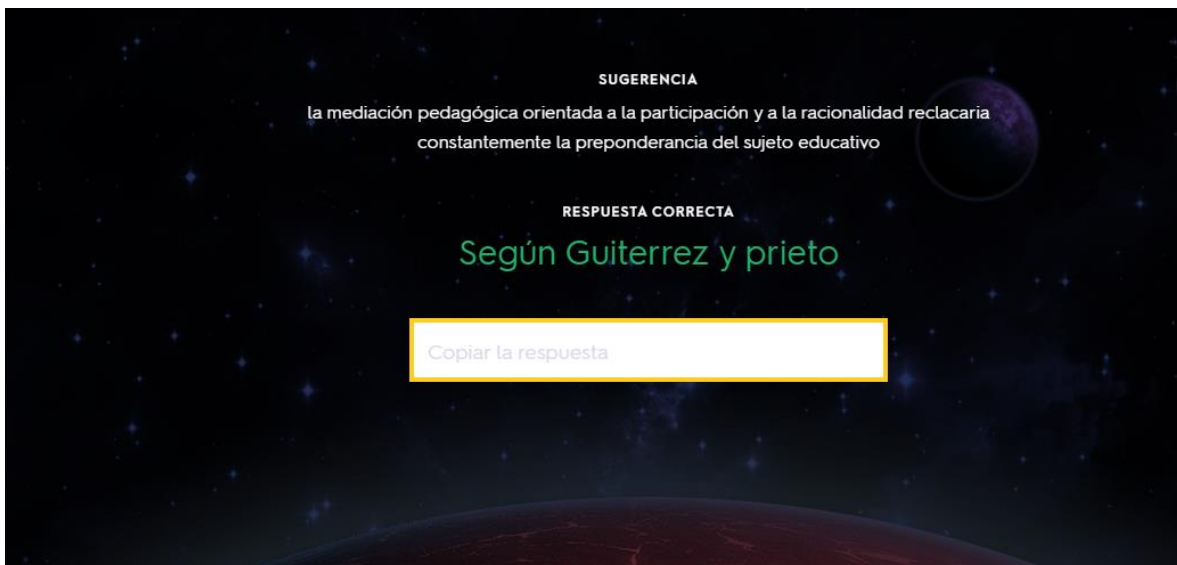 SUGERENCIA
la mediación pedagógica orientada a la participación y a la racionalidad reclacaria
constantemente la preponderancia del sujeto educativo
RESPUESTA CORRECTA
Según Guiterrez y prieto
Copiar la respuesta